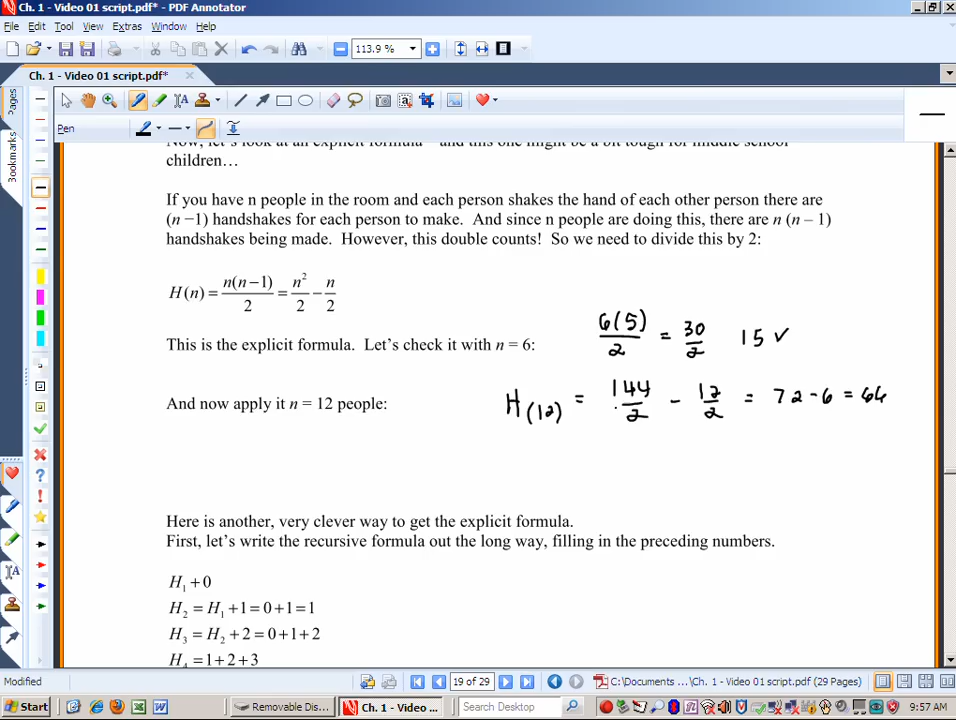 Ch. 1 - Video 01 script.pdf* - PDF Annotator
File Edit Tool View Extras Window Help
113.9 %
Ch. 1 - Video 01 script.pdf*
Pages
Bookmarks
Pen
children…
If you have n people in the room and each person shakes the hand of each other person there are
(n −1) handshakes for each person to make. And since n people are doing this, there are n (n – 1)
handshakes being made. However, this double counts! So we need to divide this by 2:
H(n) = n(n−1)/2 = n²/2 − n/2
6(5)/2 = 30/2 15 ✓
This is the explicit formula. Let's check it with n = 6:
And now apply it n = 12 people:
H(12) = 144/2 - 12/2 = 72-6 = 66
Here is another, very clever way to get the explicit formula.
First, let's write the recursive formula out the long way, filling in the preceding numbers.
H₁ + 0
H₂ = H₁ +1 = 0+1 = 1
H₃ = H₂ + 2 = 0+1+2
H₄ = 1+2+3
Modified
19 of 29
C:\Documents ...\Ch. 1 - Video 01 script.pdf (29 Pages)
Start
Removable Dis...
Ch. 1 - Video ...
Search Desktop
9:57 AM